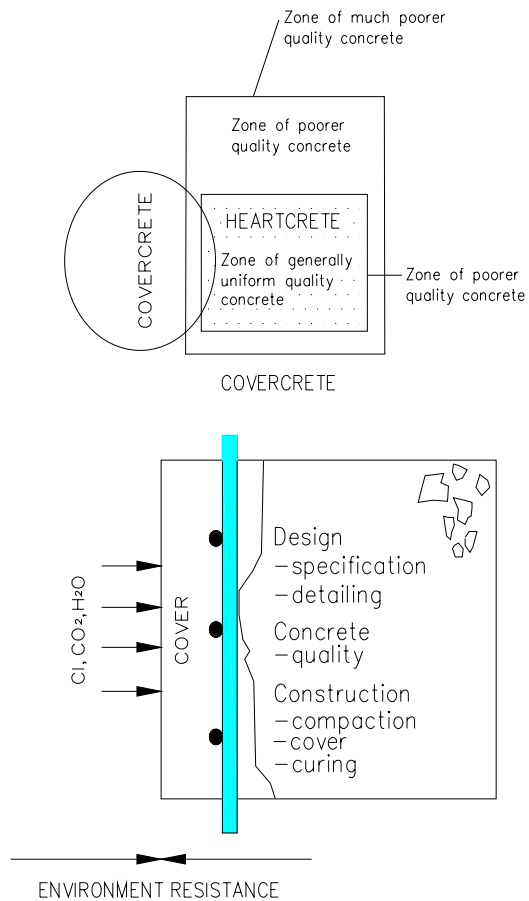 Zone of much poorer
quality concrete
Zone of poorer
quality concrete
COVERCRETE
HEARTCRETE
Zone of generally
uniform quality
concrete
Zone of poorer
quality concrete
COVERCRETE
Cl,CO₂,H₂O
COVER
Design
-specification
-detailing
Concrete
-quality
Construction
-compaction
-cover
-curing
ENVIRONMENT RESISTANCE